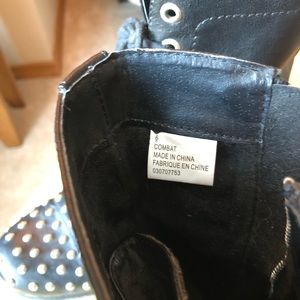 COMBAT
MADE IN CHINA
FABRIQUE EN CHINE
030707753